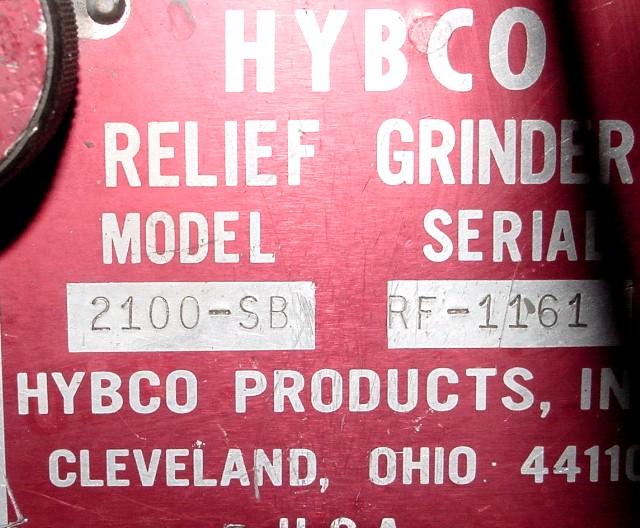 HYBCO
RELIEF GRINDER
MODEL SERIAL
2100-SB RF-1161
HYBCO PRODUCTS, IN
CLEVELAND, OHIO 44110
U.S.A.